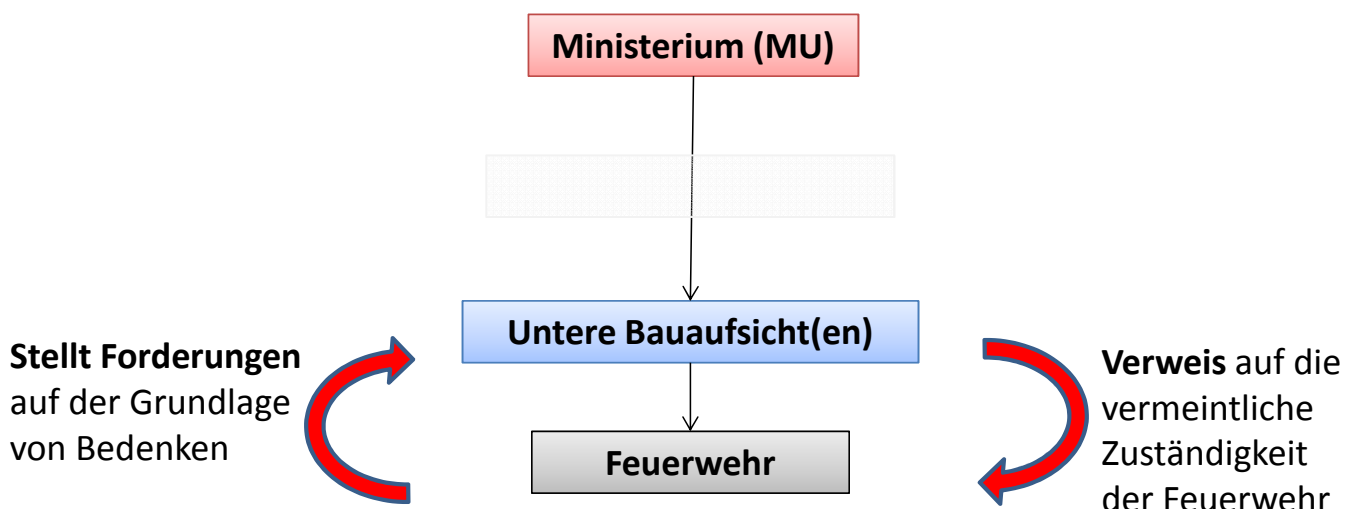 Ministerium (MU)
Untere Bauaufsicht(en)
Stellt Forderungen
auf der Grundlage
von Bedenken
Verweis auf die
vermeintliche
Zuständigkeit
der Feuerwehr
Feuerwehr